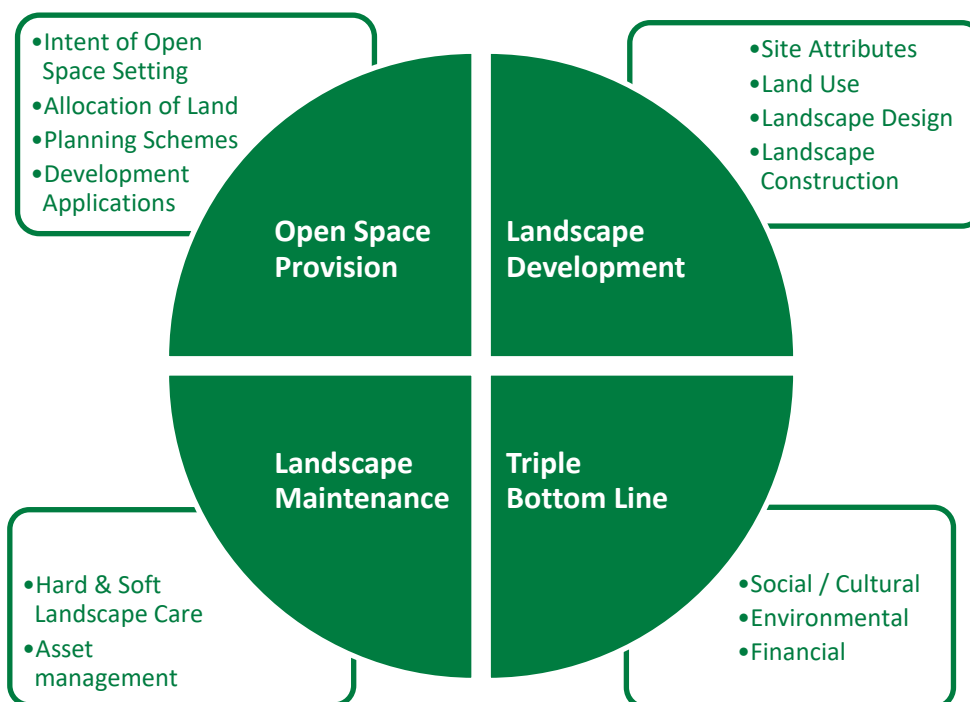 •Intent of Open
Space Setting
•Allocation of Land
•Planning Schemes
•Development
Applications
•Site Attributes
•Land Use
•Landscape Design
•Landscape
Construction
Open Space
Provision
Landscape
Development
Landscape
Maintenance
Triple
Bottom Line
•Hard & Soft
Landscape Care
•Asset
management
•Social / Cultural
•Environmental
•Financial